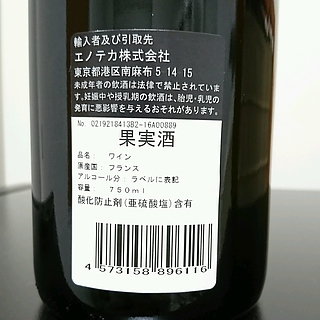 輸入者及び引取先
エノテカ株式会社
東京都港区南麻布5 14 15
未成年者の飲酒は法律で禁止されていま
す。妊娠中や授乳期の飲酒は、胎児・乳児の
発育に悪影響を与えるおそれがあります。
No. 0219218413B2-16A00889
果実酒
品名: ワイン
原産国: フランス
アルコール分: ラベルに表記
容量: 750ml
酸化防止剤(亜硫酸塩)含有
4 573158 896116